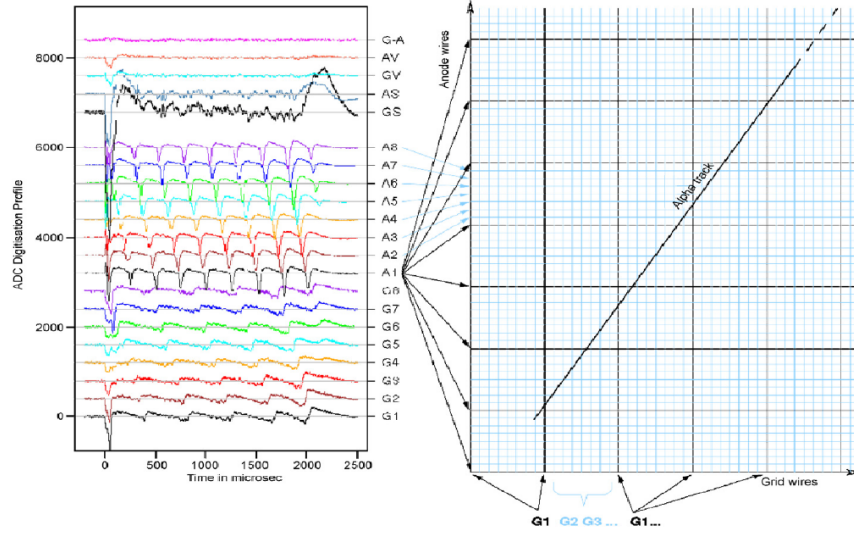 8000
6000
4000
2000
0
ADC Digitisation Profile
0
500
1000
1500
2000
2500
Time in microsec
G-A
AV
GV
AS
GS
A8
A7
A6
A5
A4
A3
A2
A1
G8
G7
G6
G5
G4
G3
G2
G1
Anode wires
Alpha track
Grid wires
G1 G2 G3 ... G1...